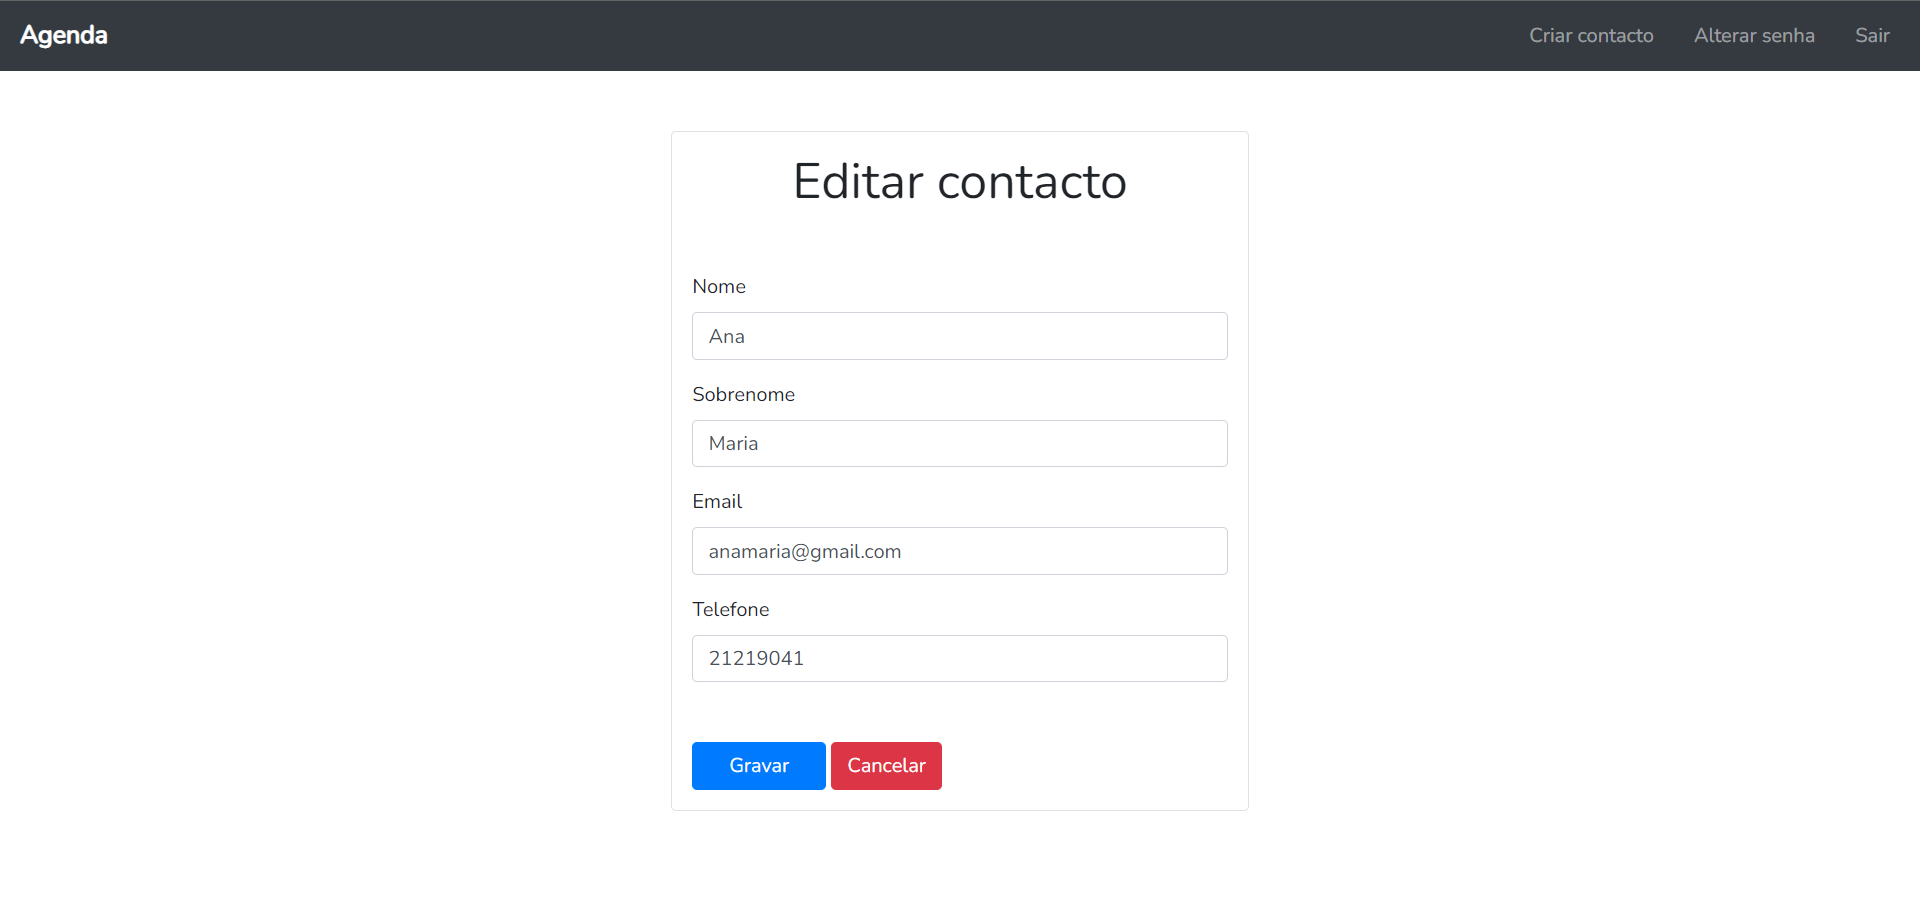 Agenda
Criar contacto Alterar senha Sair
Editar contacto
Nome
Ana
Sobrenome
Maria
Email
anamaria@gmail.com
Telefone
21219041
Gravar Cancelar